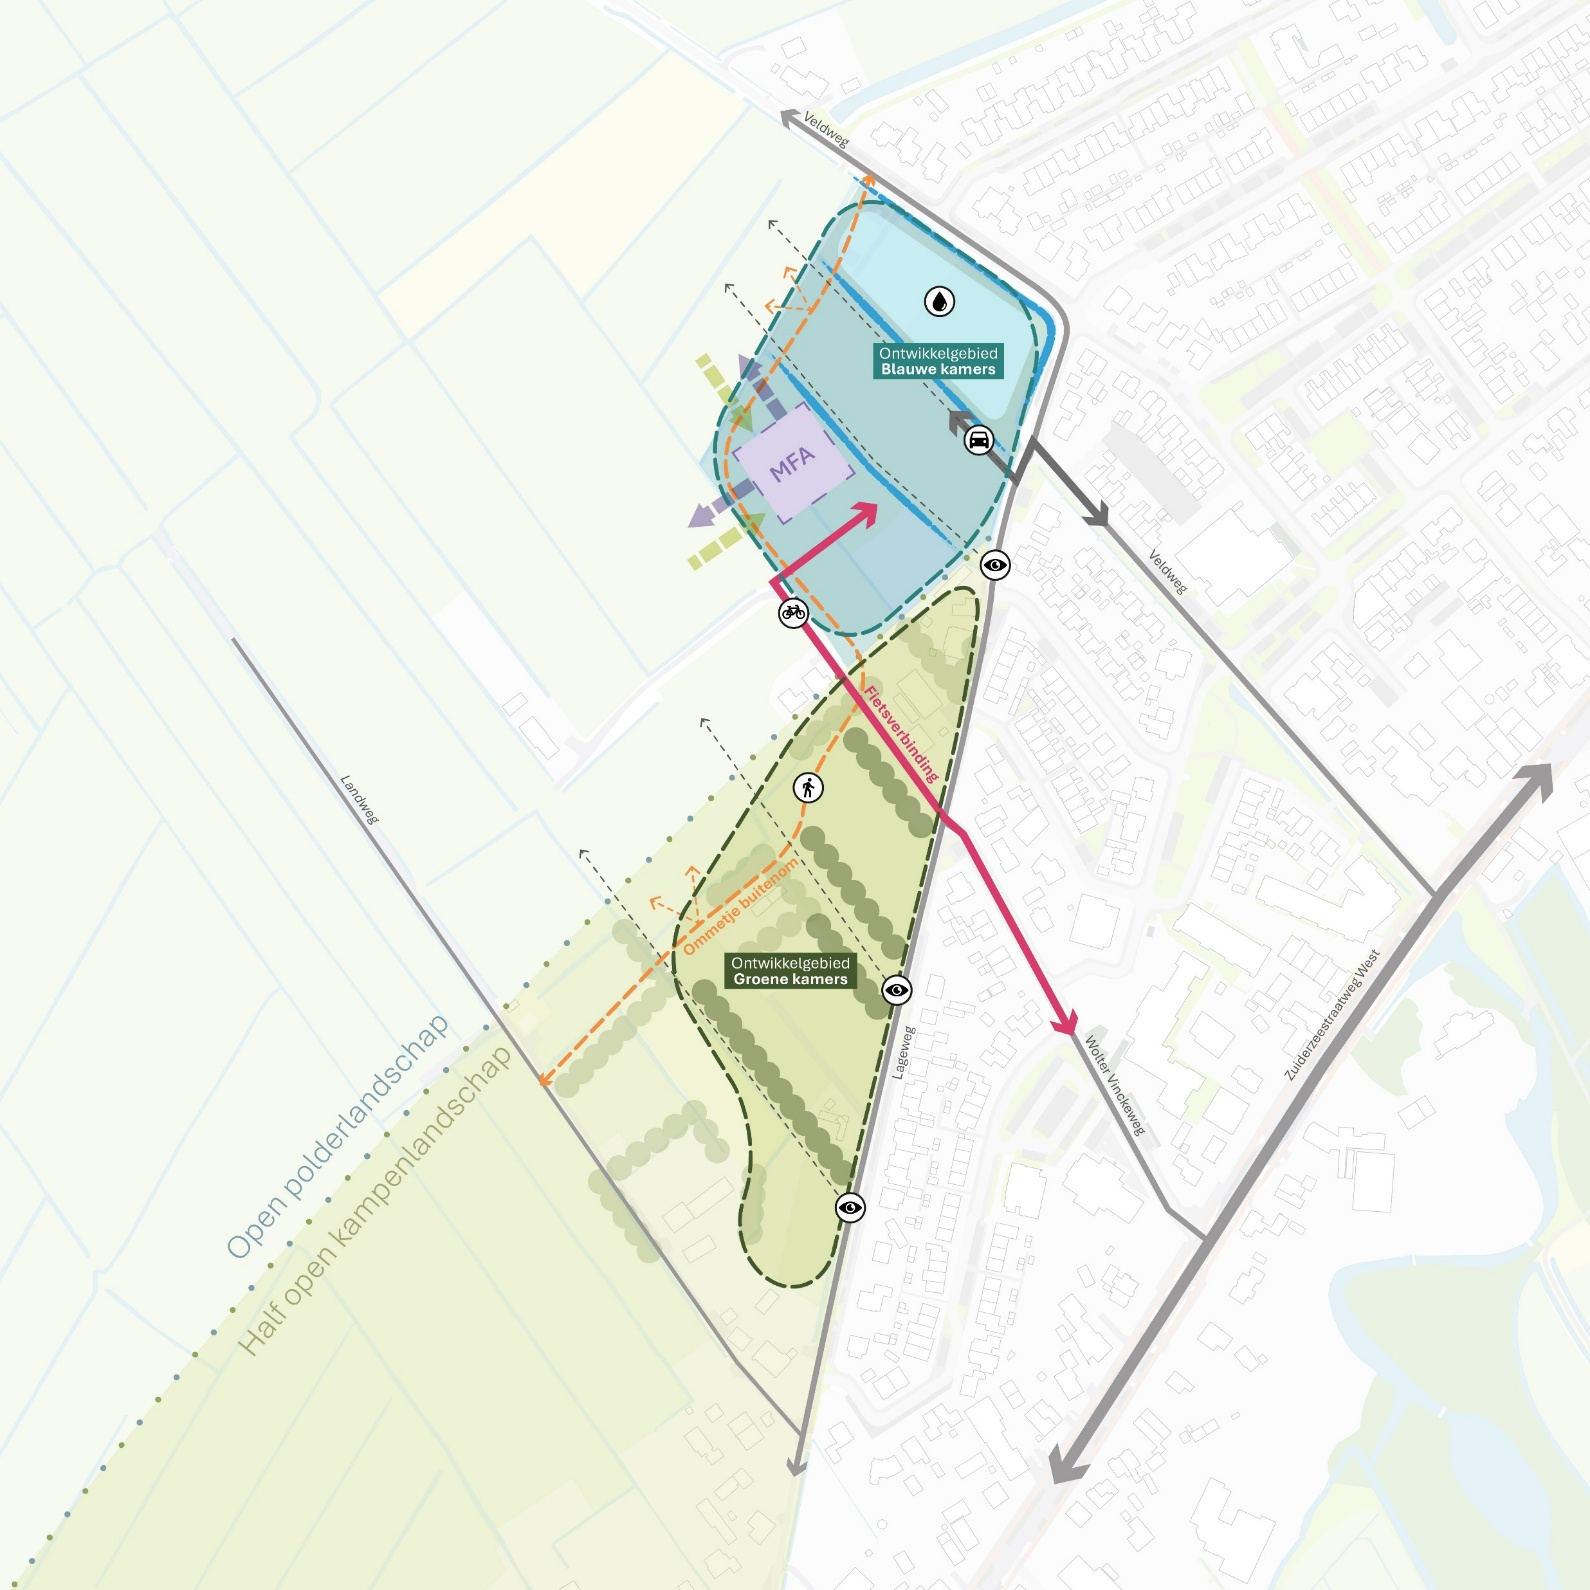 Veldweg
Ontwikkelgebied
Blauwe kamers
MFA
Veldweg
Fietsverbinding
Landweg
Ommetje buitenom
Ontwikkelgebied
Groene kamers
Lageweg
Zuiderzeestraatweg West
Wolter Vinckeweg
Open polderlandschap
Half open kampenlandschap